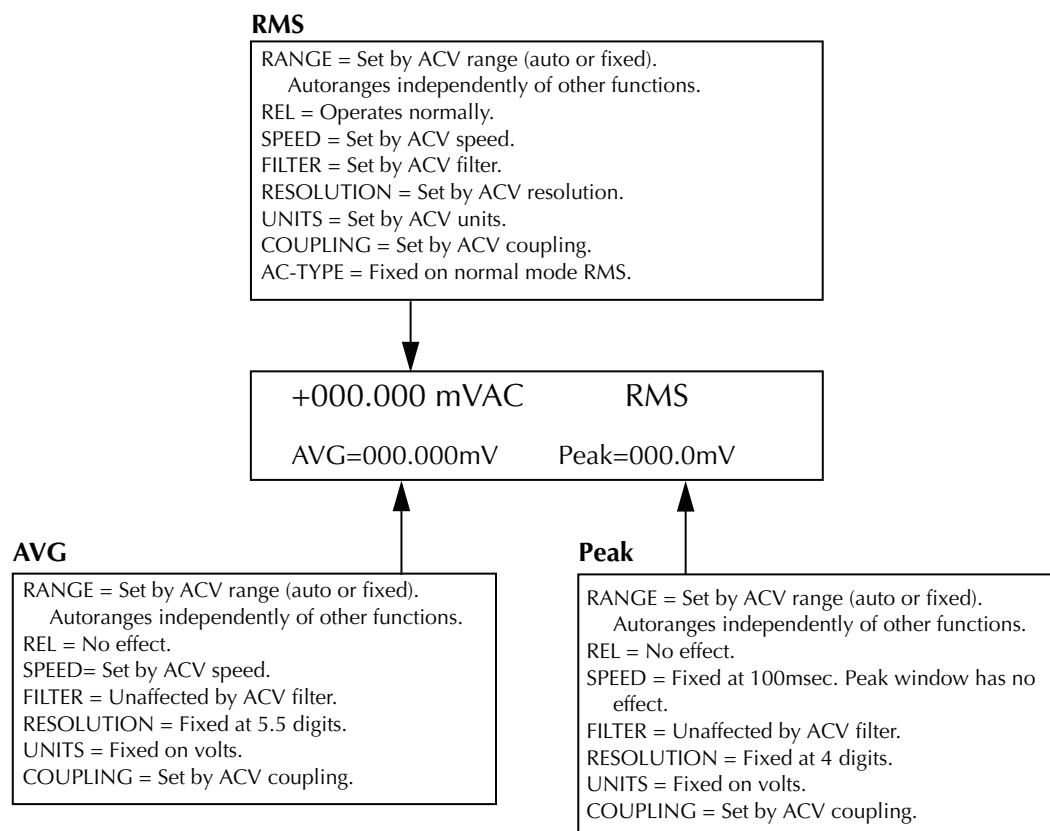 RMS
RANGE = Set by ACV range (auto or fixed).
Autoranges independently of other functions.
REL = Operates normally.
SPEED = Set by ACV speed.
FILTER = Set by ACV filter.
RESOLUTION = Set by ACV resolution.
UNITS = Set by ACV units.
COUPLING = Set by ACV coupling.
AC-TYPE = Fixed on normal mode RMS.
+000.000 mVAC RMS
AVG=000.000mV Peak=000.0mV
AVG
RANGE = Set by ACV range (auto or fixed).
Autoranges independently of other functions.
REL = No effect.
SPEED= Set by ACV speed.
FILTER = Unaffected by ACV filter.
RESOLUTION = Fixed at 5.5 digits.
UNITS = Fixed on volts.
COUPLING = Set by ACV coupling.
Peak
RANGE = Set by ACV range (auto or fixed).
Autoranges independently of other functions.
REL = No effect.
SPEED = Fixed at 100msec. Peak window has no
effect.
FILTER = Unaffected by ACV filter.
RESOLUTION = Fixed at 4 digits.
UNITS = Fixed on volts.
COUPLING = Set by ACV coupling.